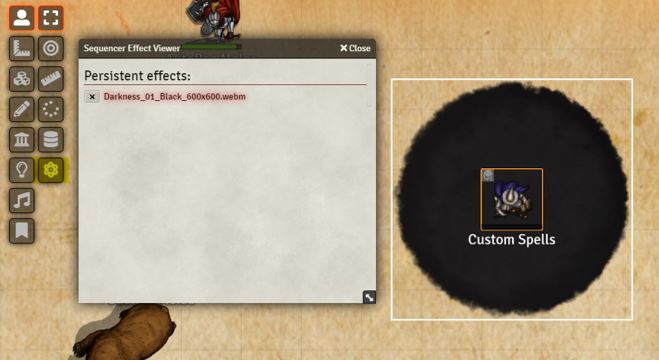 Sequencer Effect Viewer
Close
Persistent effects:
Darkness_01_Black_600x600.webm
Custom Spells